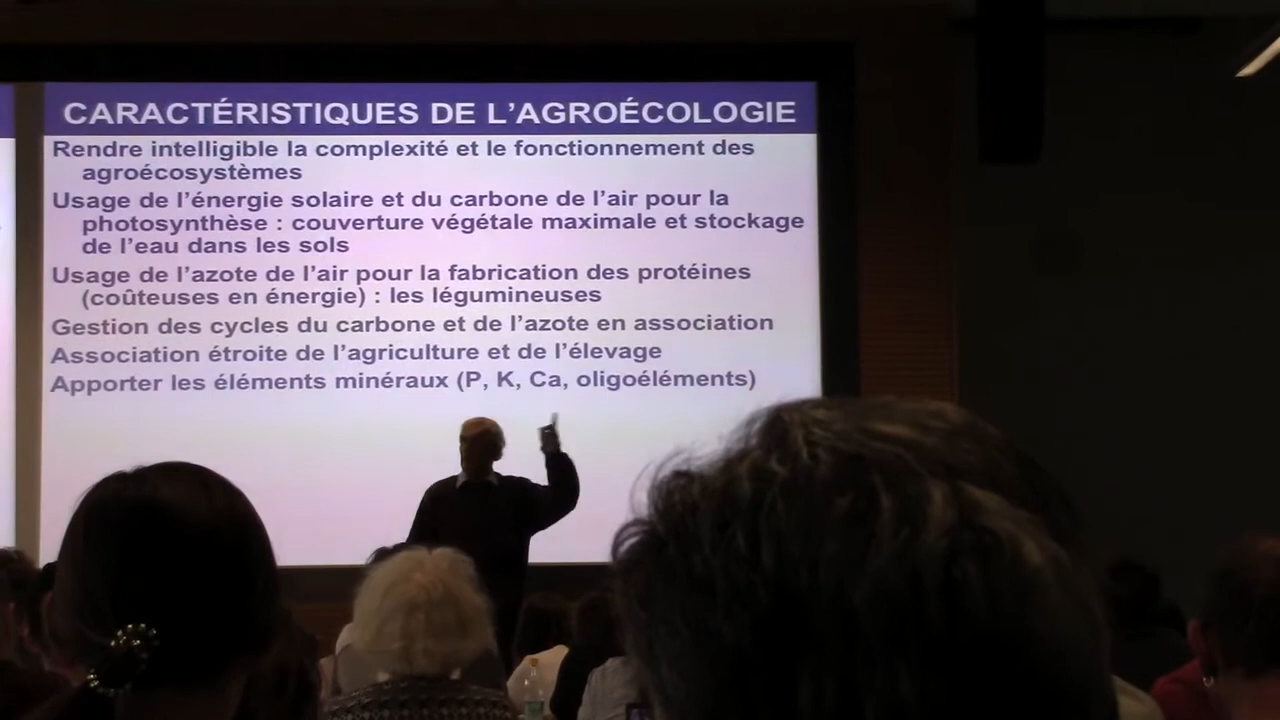 CARACTÉRISTIQUES DE L'AGROÉCOLOGIE
Rendre intelligible la complexité et le fonctionnement des
agroécosystèmes
Usage de l'énergie solaire et du carbone de l'air pour la
photosynthèse : couverture végétale maximale et stockage
de l'eau dans les sols
Usage de l'azote de l'air pour la fabrication des protéines
(coûteuses en énergie) : les légumineuses
Gestion des cycles du carbone et de l'azote en association
Association étroite de l'agriculture et de l'élevage
Apporter les éléments minéraux (P, K, Ca, oligoéléments)